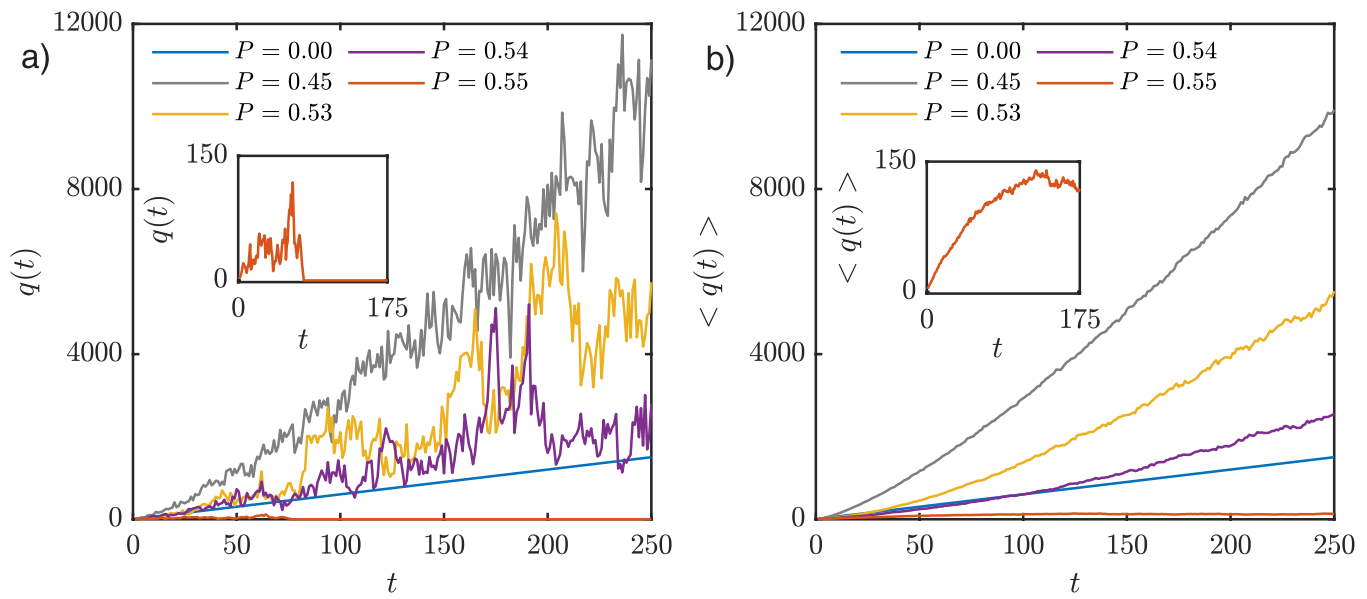 a)
12000
8000
4000
0
q(t)
P = 0.00
P = 0.45
P = 0.53
P = 0.54
P = 0.55
150
0
q(t)
0
175
t
0
50
100
150
200
250
t
b)
12000
8000
4000
0
< q(t) >
P = 0.00
P = 0.45
P = 0.53
P = 0.54
P = 0.55
150
0
< q(t) >
0
175
t
0
50
100
150
200
250
t